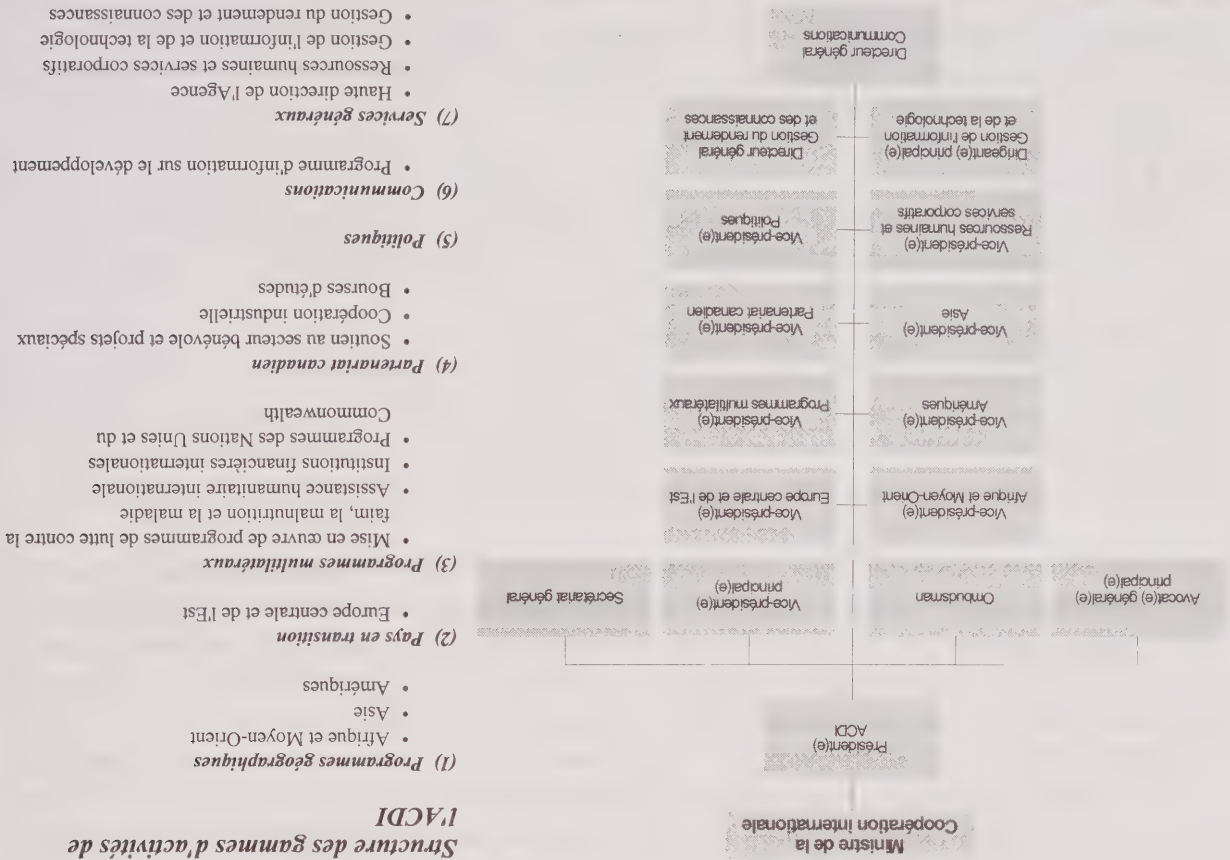 Ministre de la
Coopération internationale
Président(e)
ACDI
Avocat(e) général(e)
principal(e)
Ombudsman
Vice-président(e)
principal(e)
Secrétariat général
Vice-président(e)
Afrique et Moyen-Orient
Vice-président(e)
Europe centrale et de l'Est
Vice-président(e)
Amériques
Vice-président(e)
Programmes multilatéraux
Vice-président(e)
Asie
Vice-président(e)
Partenariat canadien
Vice-président(e)
Ressources humaines et
services corporatifs
Vice-président(e)
Politiques
Dirigeant(e) principal(e)
Gestion de l'information
et de la technologie
Directeur général
Gestion du rendement
et des connaissances
Directeur général
Communications
Structure des gammes d'activités de
l'ACDI
(1) Programmes géographiques
• Afrique et Moyen-Orient
• Asie
• Amériques
(2) Pays en transition
• Europe centrale et de l'Est
(3) Programmes multilatéraux
• Mise en œuvre de programmes de lutte contre la
faim, la malnutrition et la maladie
• Assistance humanitaire internationale
• Institutions financières internationales
• Programmes des Nations Unies et du
Commonwealth
(4) Partenariat canadien
• Soutien au secteur bénévole et projets spéciaux
• Coopération industrielle
• Bourses d'études
(5) Politiques
(6) Communications
• Programme d'information sur le développement
(7) Services généraux
• Haute direction de l'Agence
• Ressources humaines et services corporatifs
• Gestion de l'information et de la technologie
• Gestion du rendement et des connaissances